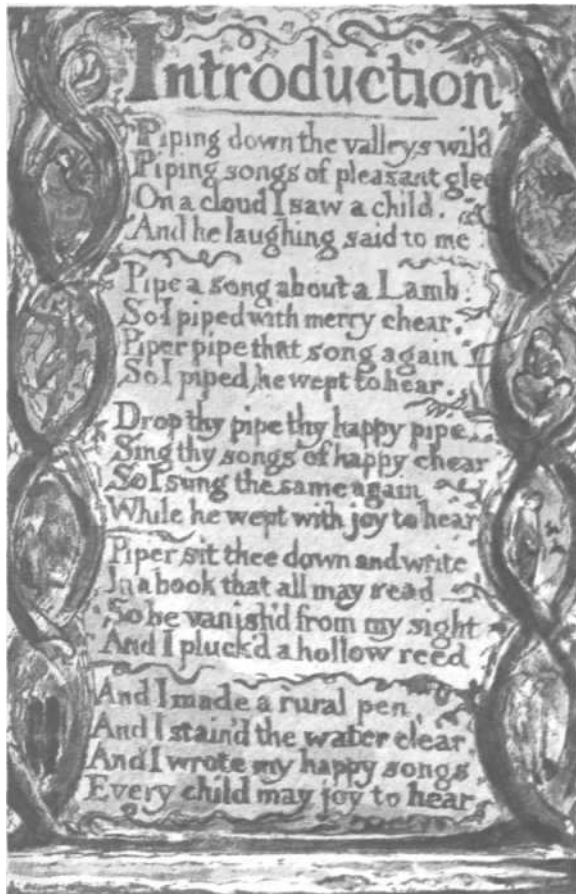 Introduction
Piping down the valleys wild
Piping songs of pleasant glee
On a cloud I saw a child.
And he laughing said to me
Pipe a song about a Lamb.
So I piped with merry chear,
Piper pipe that song again
So I piped, he wept to hear.
Drop thy pipe thy happy pipe
Sing thy songs of happy chear
So I sung the same again
While he wept with joy to hear
Piper sit thee down and write
In a book that all may read
So he vanish'd from my sight
And I pluck'd a hollow reed
And I made a rural pen,
And I stain'd the water clear,
And I wrote my happy songs
Every child may joy to hear